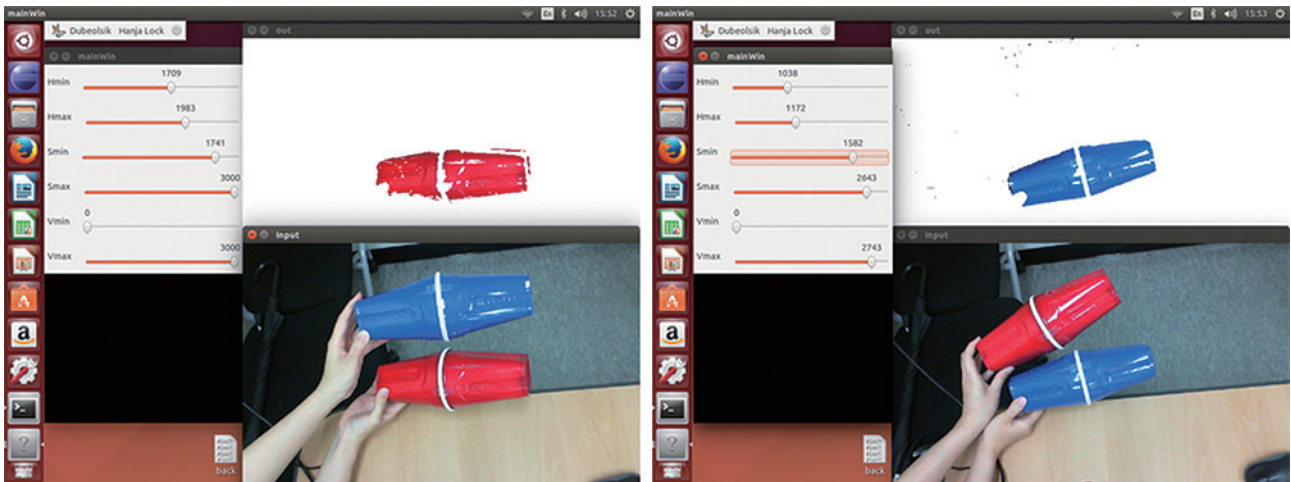 mainWin
En
15:52
Dubeolsik Hanja Lock
out
mainWin
Hmin
1709
Hmax
1983
Smin
1741
Smax
3000
Vmin
0
Vmax
3000
input
a
back
mainWin
En
15:53
Dubeolsik Hanja Lock
out
mainWin
Hmin
1038
Hmax
1172
Smin
1582
Smax
2643
Vmin
0
Vmax
2743
input
a
back